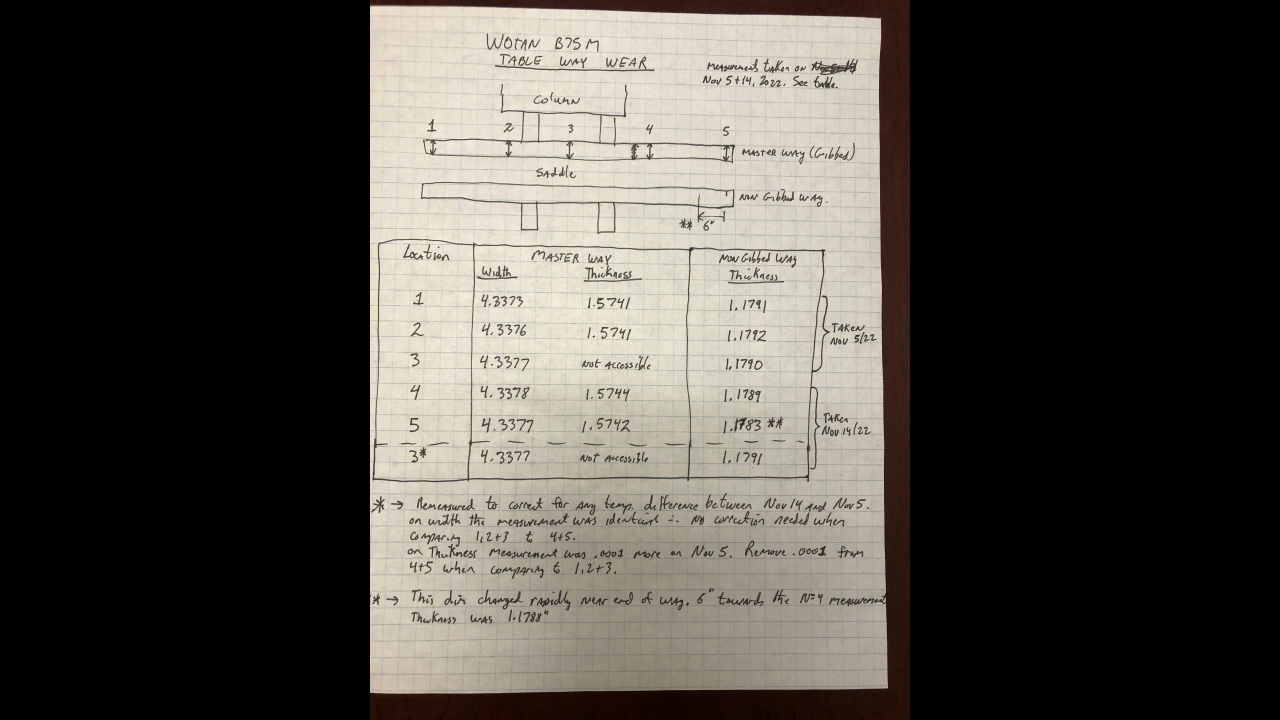 WOTAN B75M
TABLE WAY WEAR
MEASUREMENTS TAKEN ON
NOV 5+14, 2022. SEE TABLE.
COLUMN
1 2 3 4 5
MASTER WAY (Gibbed)
SADDLE
NON GibbED WAY.
** 6"
LOCATION MASTER WAY NON GibbED WAY
WIDTH THICKNESS THICKNESS
1 4.3373 1.5741 1.1791
2 4.3376 1.5741 1.1792
TAKEN
NOV 5/22
3 4.3377 NOT ACCESSIBLE 1.1790
4 4.3378 1.5744 1.1789
5 4.3377 1.5742 1.1783 **
TAKEN
NOV 14/22
3* 4.3377 NOT ACCESSIBLE 1.1791
* → REMEASURED to correct for ANY temp. difference between NOV 14 AND NOV 5.
ON width the MEASUREMENT WAS identical ∴ NO correction needed when
compARING 1,2+3 to 4+5.
ON Thickness MEASUREMENT WAS .0001 more on Nov 5. Remove .0001 from
4+5 when compARING to 1,2+3.
* → This dim changed rapidly NEAR end of WAY. 6" towards the N=4 MEASUREMENT
Thickness WAS 1.1788"